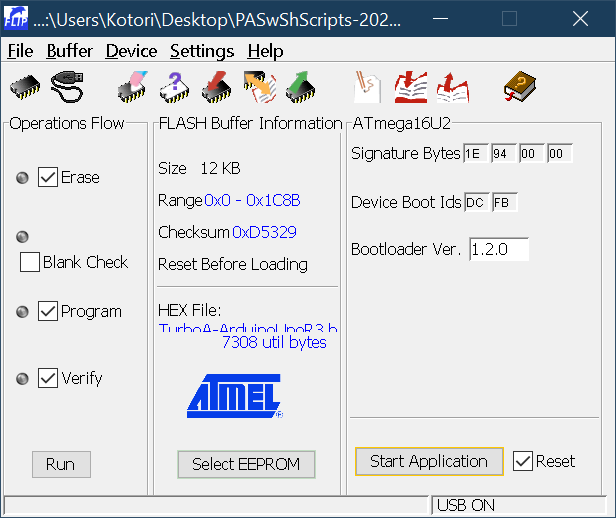 ...:\Users\Kotori\Desktop\PASwShScripts-202...
File Buffer Device Settings Help
Operations Flow
Erase
Blank Check
Program
Verify
Run
FLASH Buffer Information
Size 12 KB
Range 0x0 - 0x1C8B
Checksum 0xD5329
Reset Before Loading
HEX File:
TurboA-ArduinoUnoR3.h
7308 util bytes
ATMEL
Select EEPROM
ATmega16U2
Signature Bytes 1E 94 00 00
Device Boot Ids DC FB
Bootloader Ver. 1.2.0
Start Application
Reset
USB ON